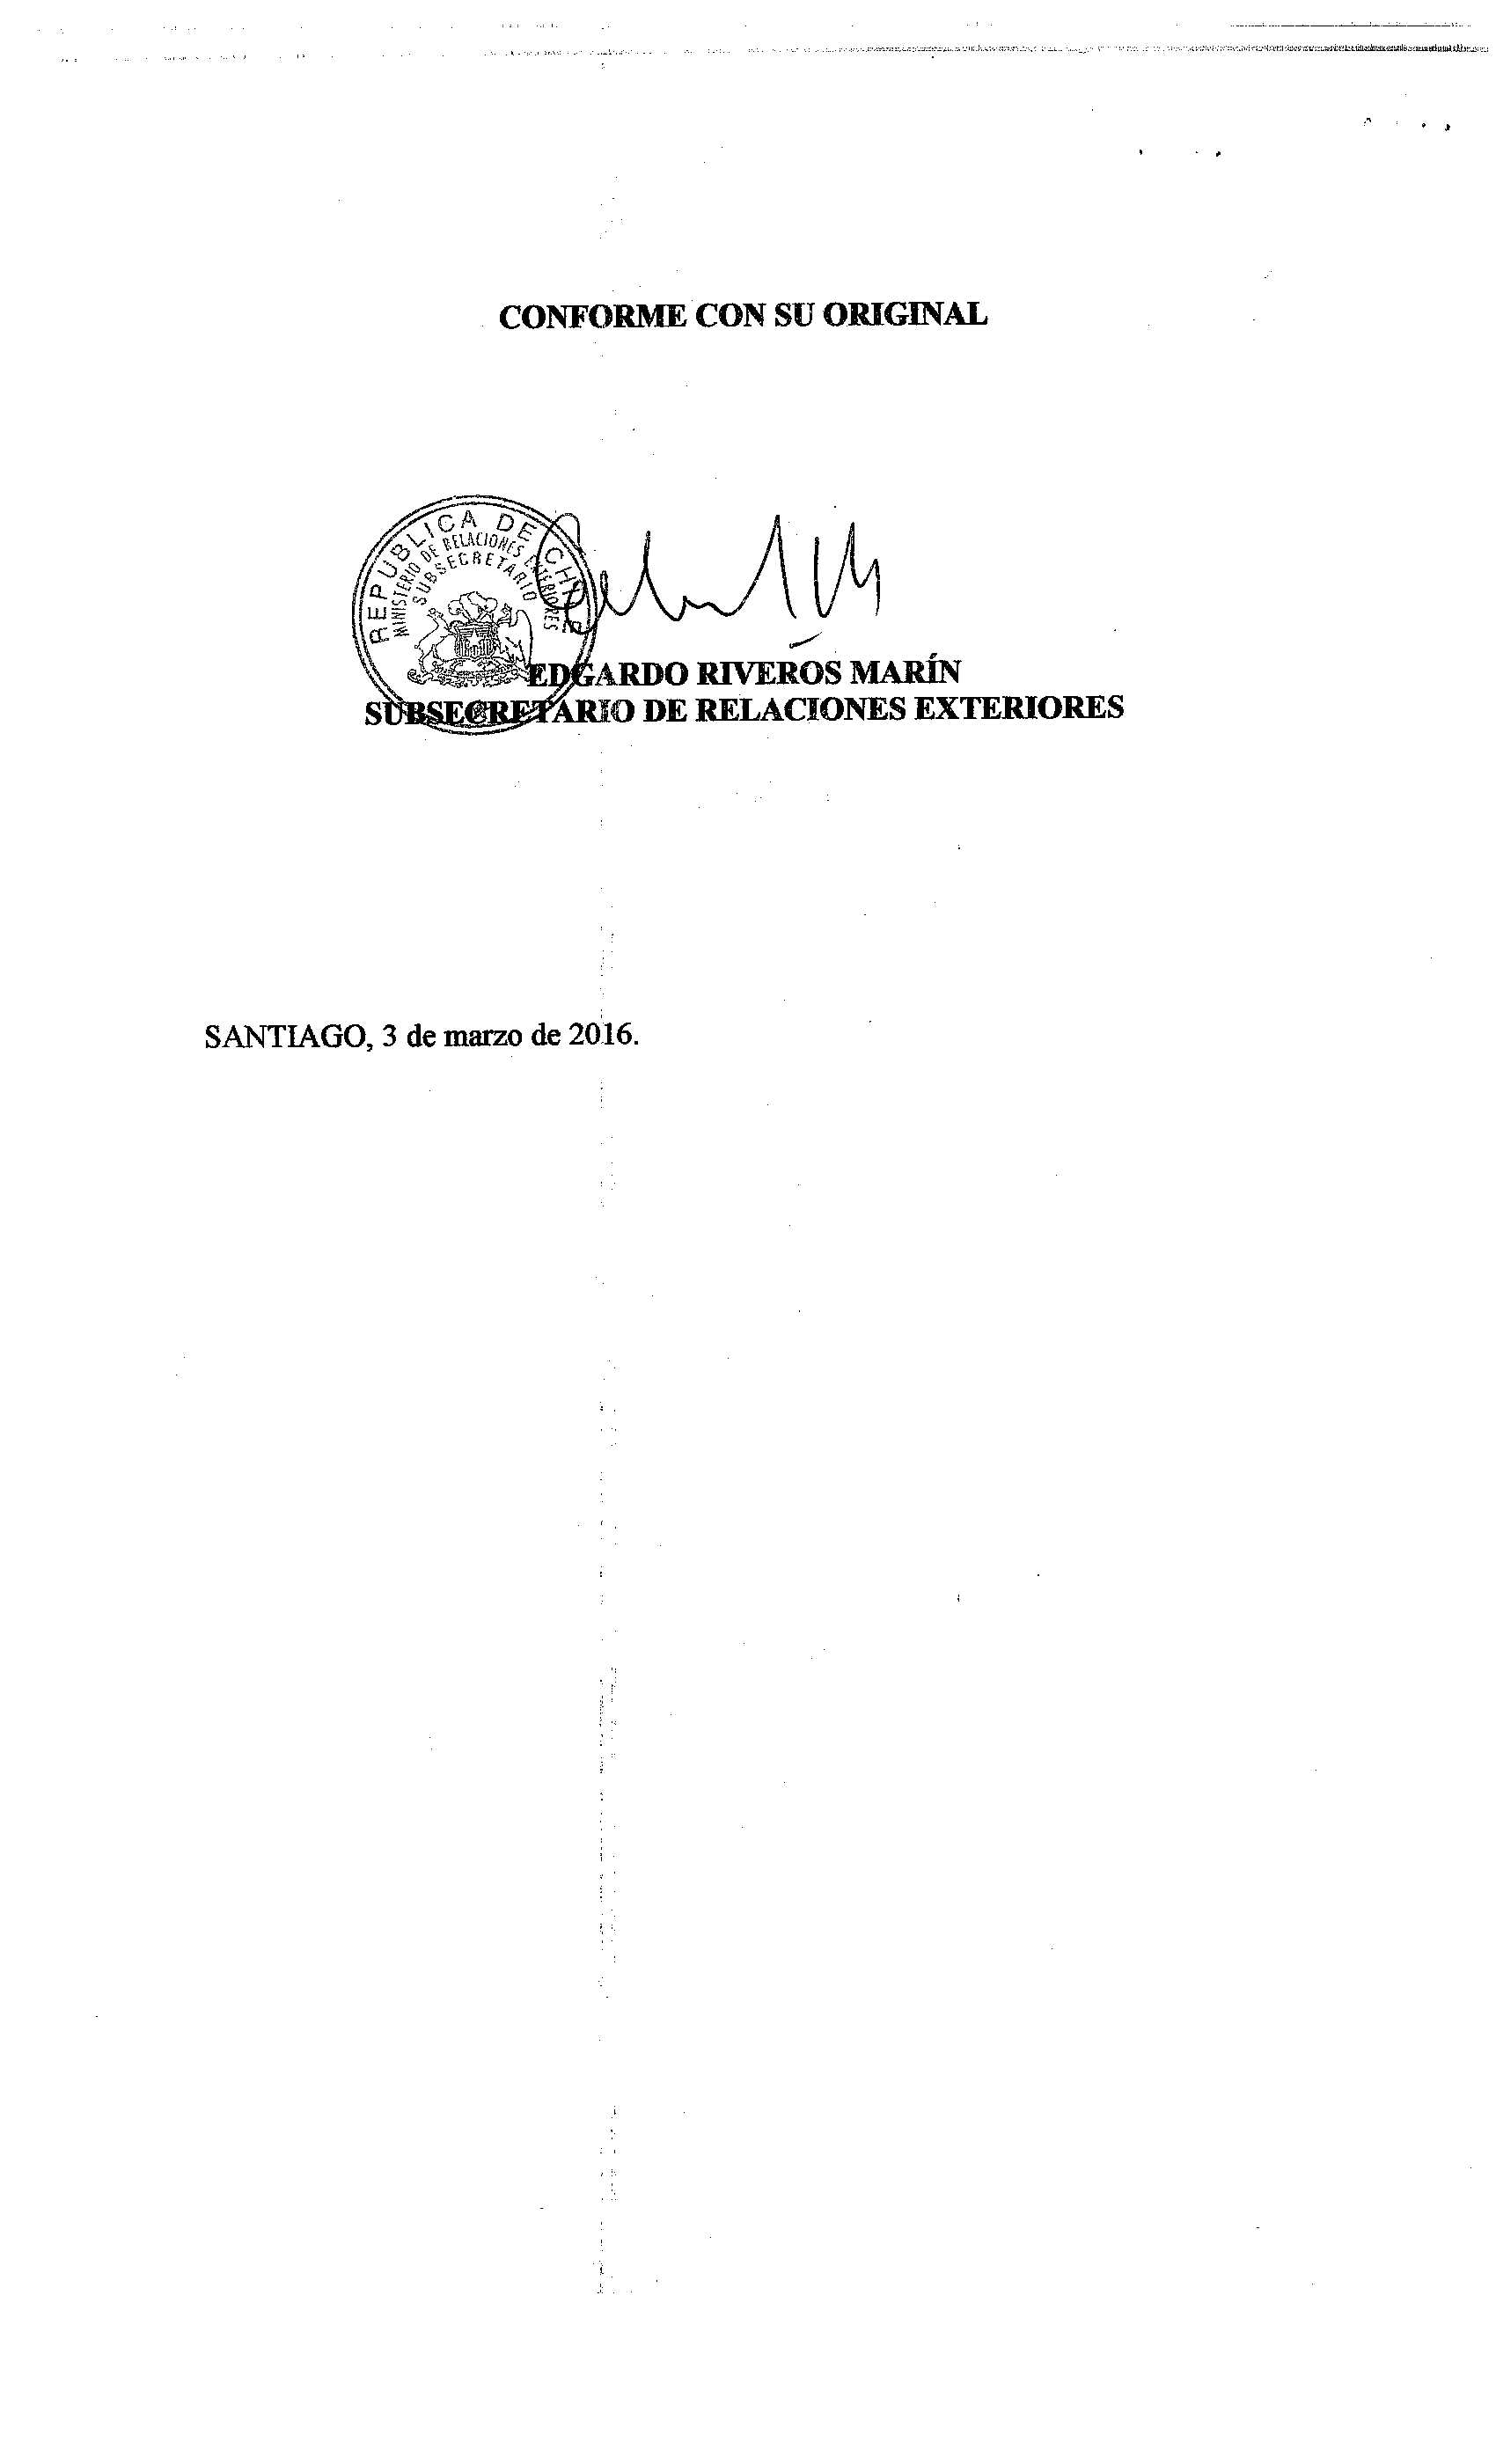 CONFORME CON SU ORIGINAL
REPUBLICA DE CHILE
MINISTERIO DE RELACIONES EXTERIORES
SUBSECRETARIO
EDGARDO RIVEROS MARÍN
SUBSECRETARIO DE RELACIONES EXTERIORES
SANTIAGO, 3 de marzo de 2016.